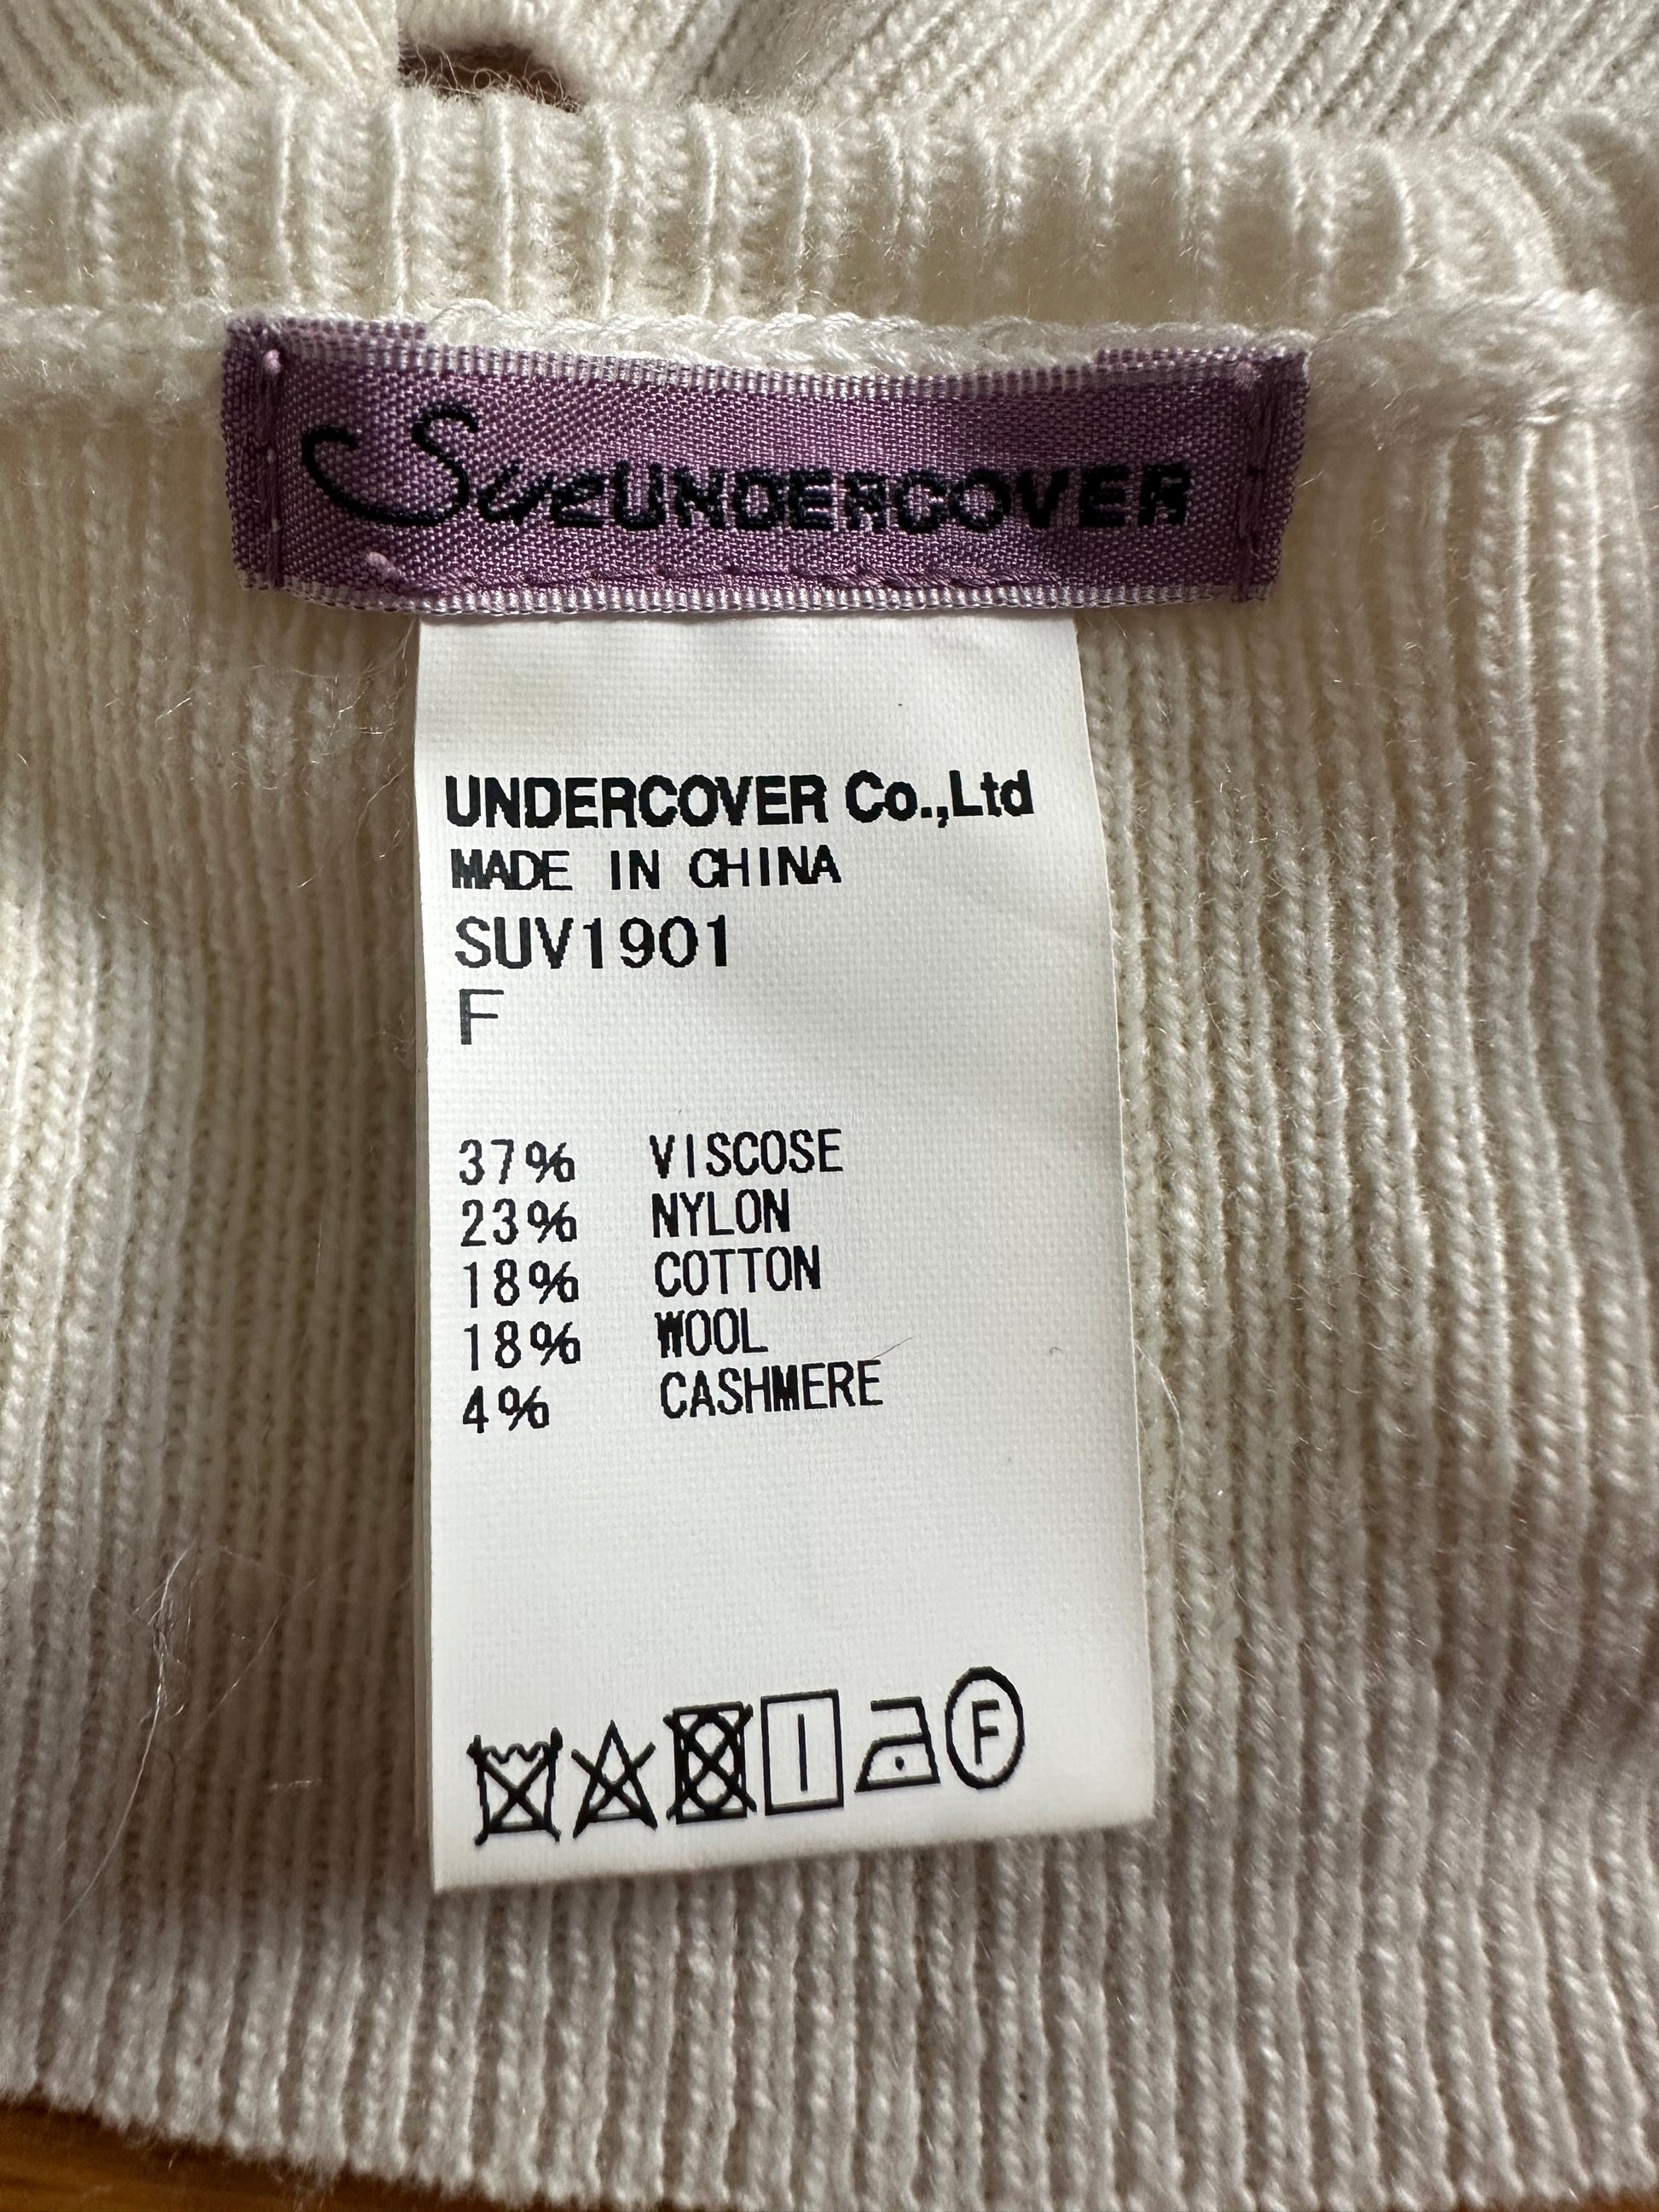 SueUNDERCOVER
UNDERCOVER Co.,Ltd
MADE IN CHINA
SUV1901
F
37% VISCOSE
23% NYLON
18% COTTON
18% WOOL
4% CASHMERE
F